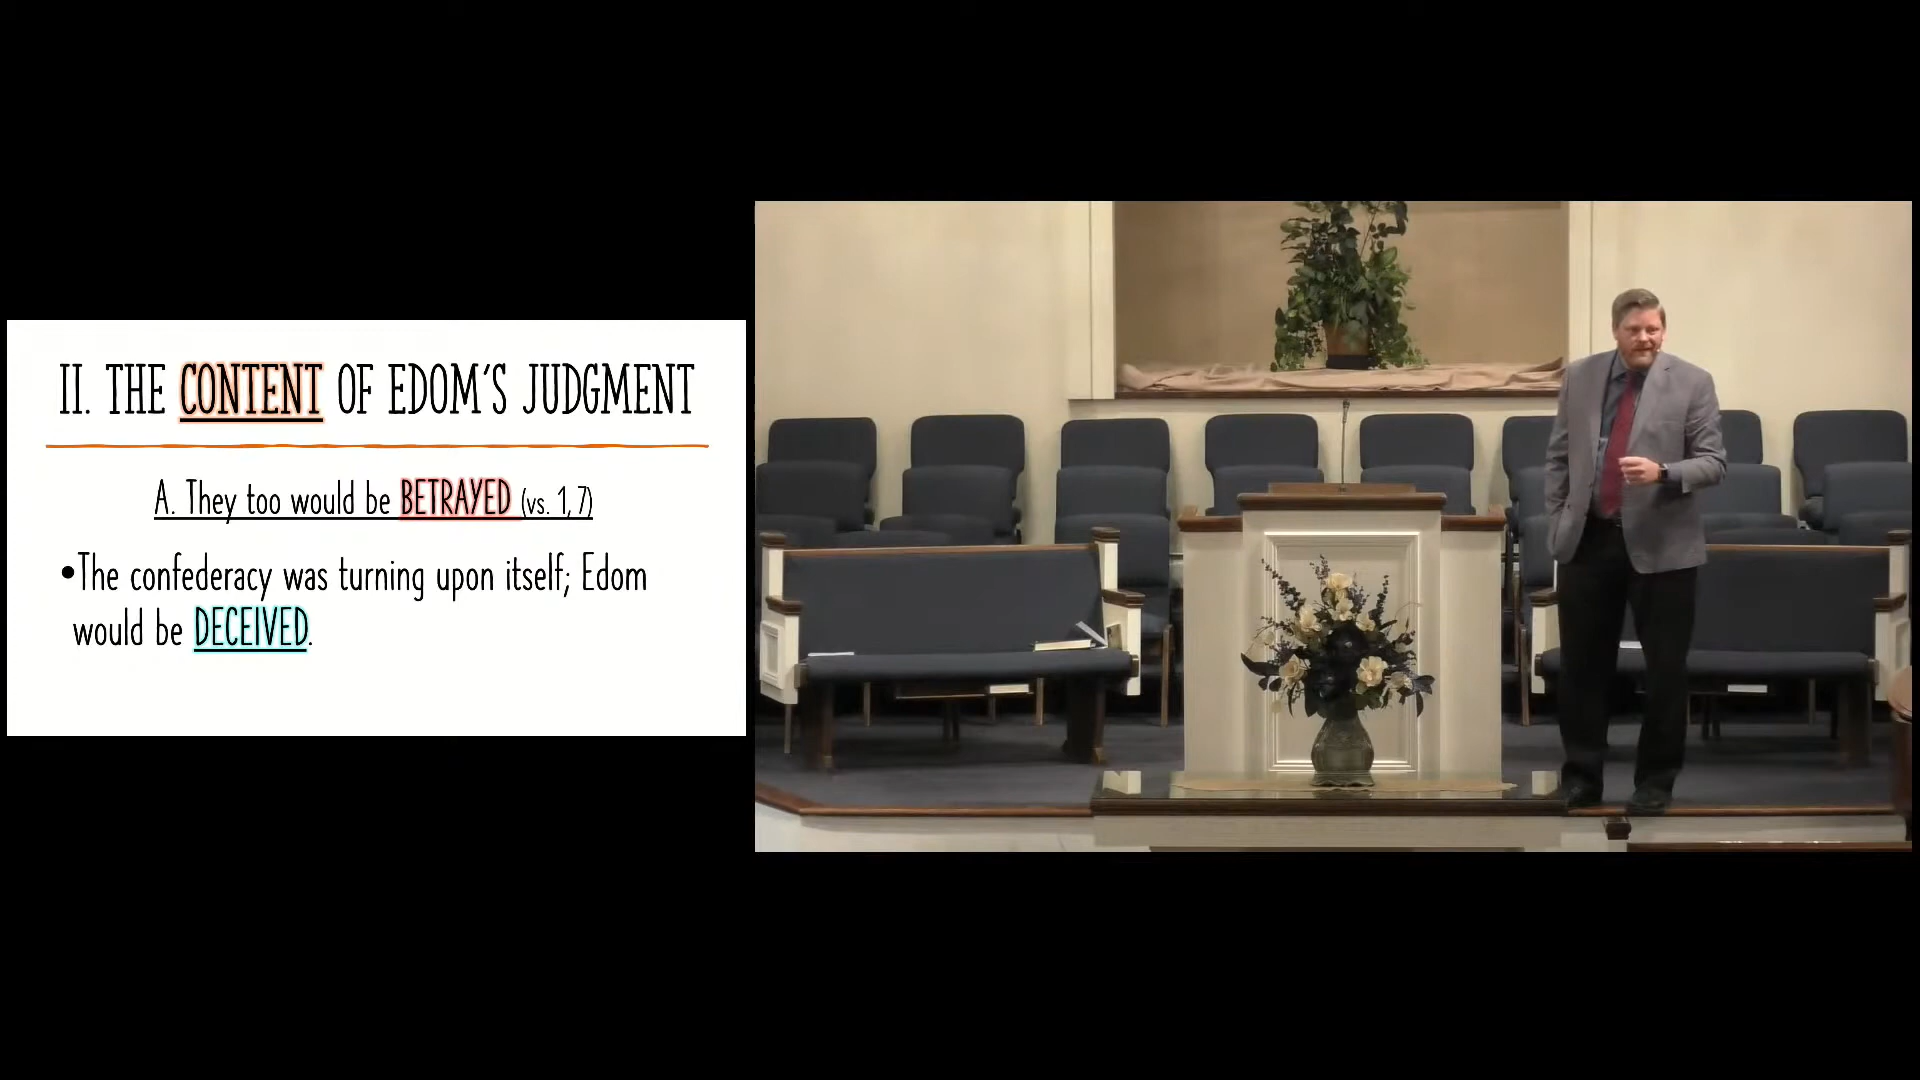 II. THE CONTENT OF EDOM'S JUDGMENT
A. They too would be BETRAYED (vs. 1, 7)
•The confederacy was turning upon itself; Edom
would be DECEIVED.